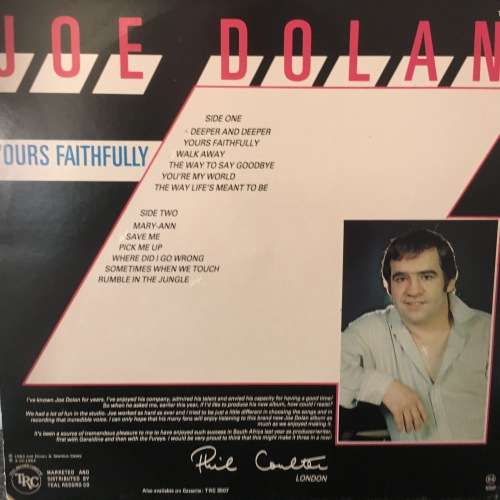 JOE DOLAN
YOURS FAITHFULLY
SIDE ONE
DEEPER AND DEEPER
YOURS FAITHFULLY
WALK AWAY
THE WAY TO SAY GOODBYE
YOU'RE MY WORLD
THE WAY LIFE'S MEANT TO BE
SIDE TWO
MARY-ANN
SAVE ME
PICK ME UP
WHERE DID I GO WRONG
SOMETIMES WHEN WE TOUCH
RUMBLE IN THE JUNGLE
I've known Joe Dolan for years, I've enjoyed his company, admired his talent and envied his capacity for having a good time!
So when he asked me, earlier this year, if I'd like to produce his new album, how could I resist?
We had a lot of fun in the studio. Joe worked as hard as ever and I tried to be just a little different in choosing the songs and in
recording that incredible voice. I can only hope that his many fans will enjoy listening to this brand new Joe Dolan album as
much as we enjoyed making it.
It's been a source of tremendous pleasure to me to have enjoyed such success in South Africa last year as producer/writer,
first with Geraldine and then with the Fureys. I would be very proud to think that this might make it three in a row!
Phil Coulter
LONDON
TRC
MARKETED AND
DISTRIBUTED BY
TEAL RECORD CO
Also available on Cassette: